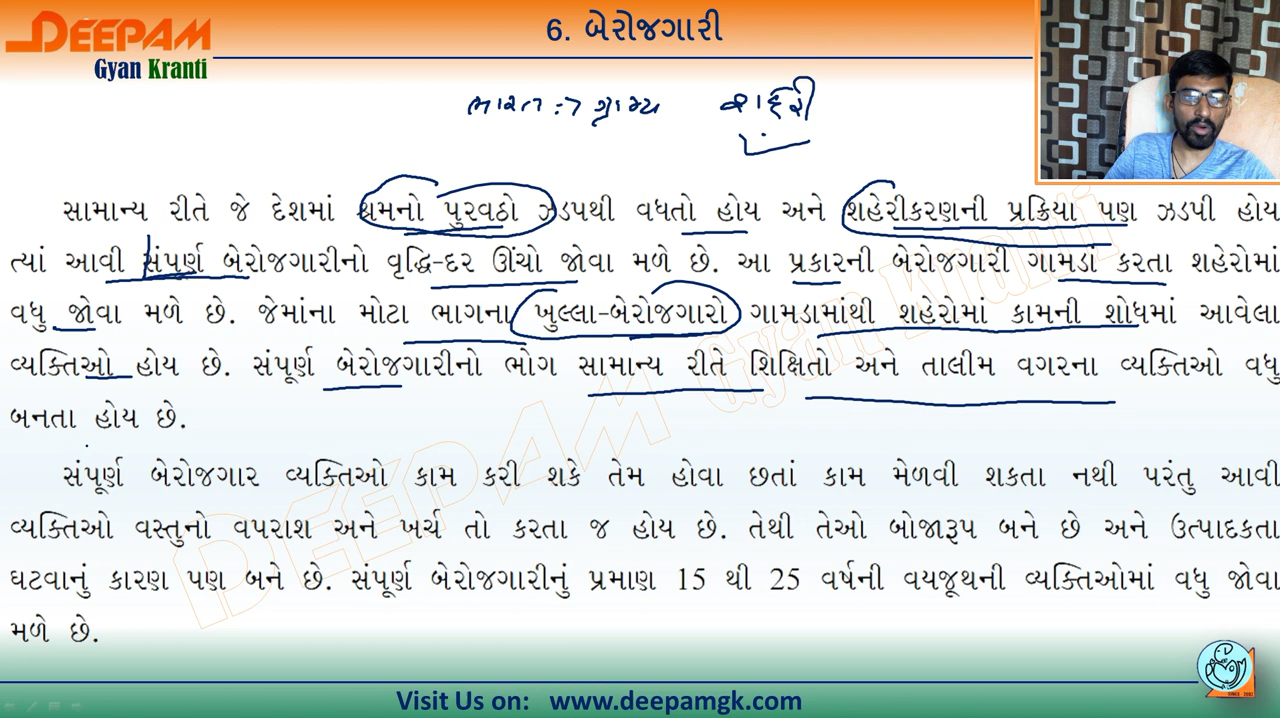 DEEPAM
Gyan Kranti
6. બેરોજગારી
ભારત :→ ગ્રામ્ય શહેરી
સામાન્ય રીતે જે દેશમાં શ્રમનો પુરવઠો ઝડપથી વધતો હોય અને શહેરીકરણની પ્રક્રિયા પણ ઝડપી હોય
ત્યાં આવી સંપૂર્ણ બેરોજગારીનો વૃદ્ધિ-દર ઊંચો જોવા મળે છે. આ પ્રકારની બેરોજગારી ગામડાં કરતા શહેરોમાં
વધુ જોવા મળે છે. જેમાંના મોટા ભાગના ખુલ્લા-બેરોજગારો ગામડામાંથી શહેરોમાં કામની શોધમાં આવેલા
વ્યક્તિઓ હોય છે. સંપૂર્ણ બેરોજગારીનો ભોગ સામાન્ય રીતે શિક્ષિતો અને તાલીમ વગરના વ્યક્તિઓ વધુ
બનતા હોય છે.
સંપૂર્ણ બેરોજગાર વ્યક્તિઓ કામ કરી શકે તેમ હોવા છતાં કામ મેળવી શકતા નથી પરંતુ આવી
વ્યક્તિઓ વસ્તુનો વપરાશ અને ખર્ચ તો કરતા જ હોય છે. તેથી તેઓ બોજારૂપ બને છે અને ઉત્પાદકતા
ઘટવાનું કારણ પણ બને છે. સંપૂર્ણ બેરોજગારીનું પ્રમાણ 15 થી 25 વર્ષની વયજૂથની વ્યક્તિઓમાં વધુ જોવા
મળે છે.
DEEPAM Gyan Kranti
Visit Us on: www.deepamgk.com